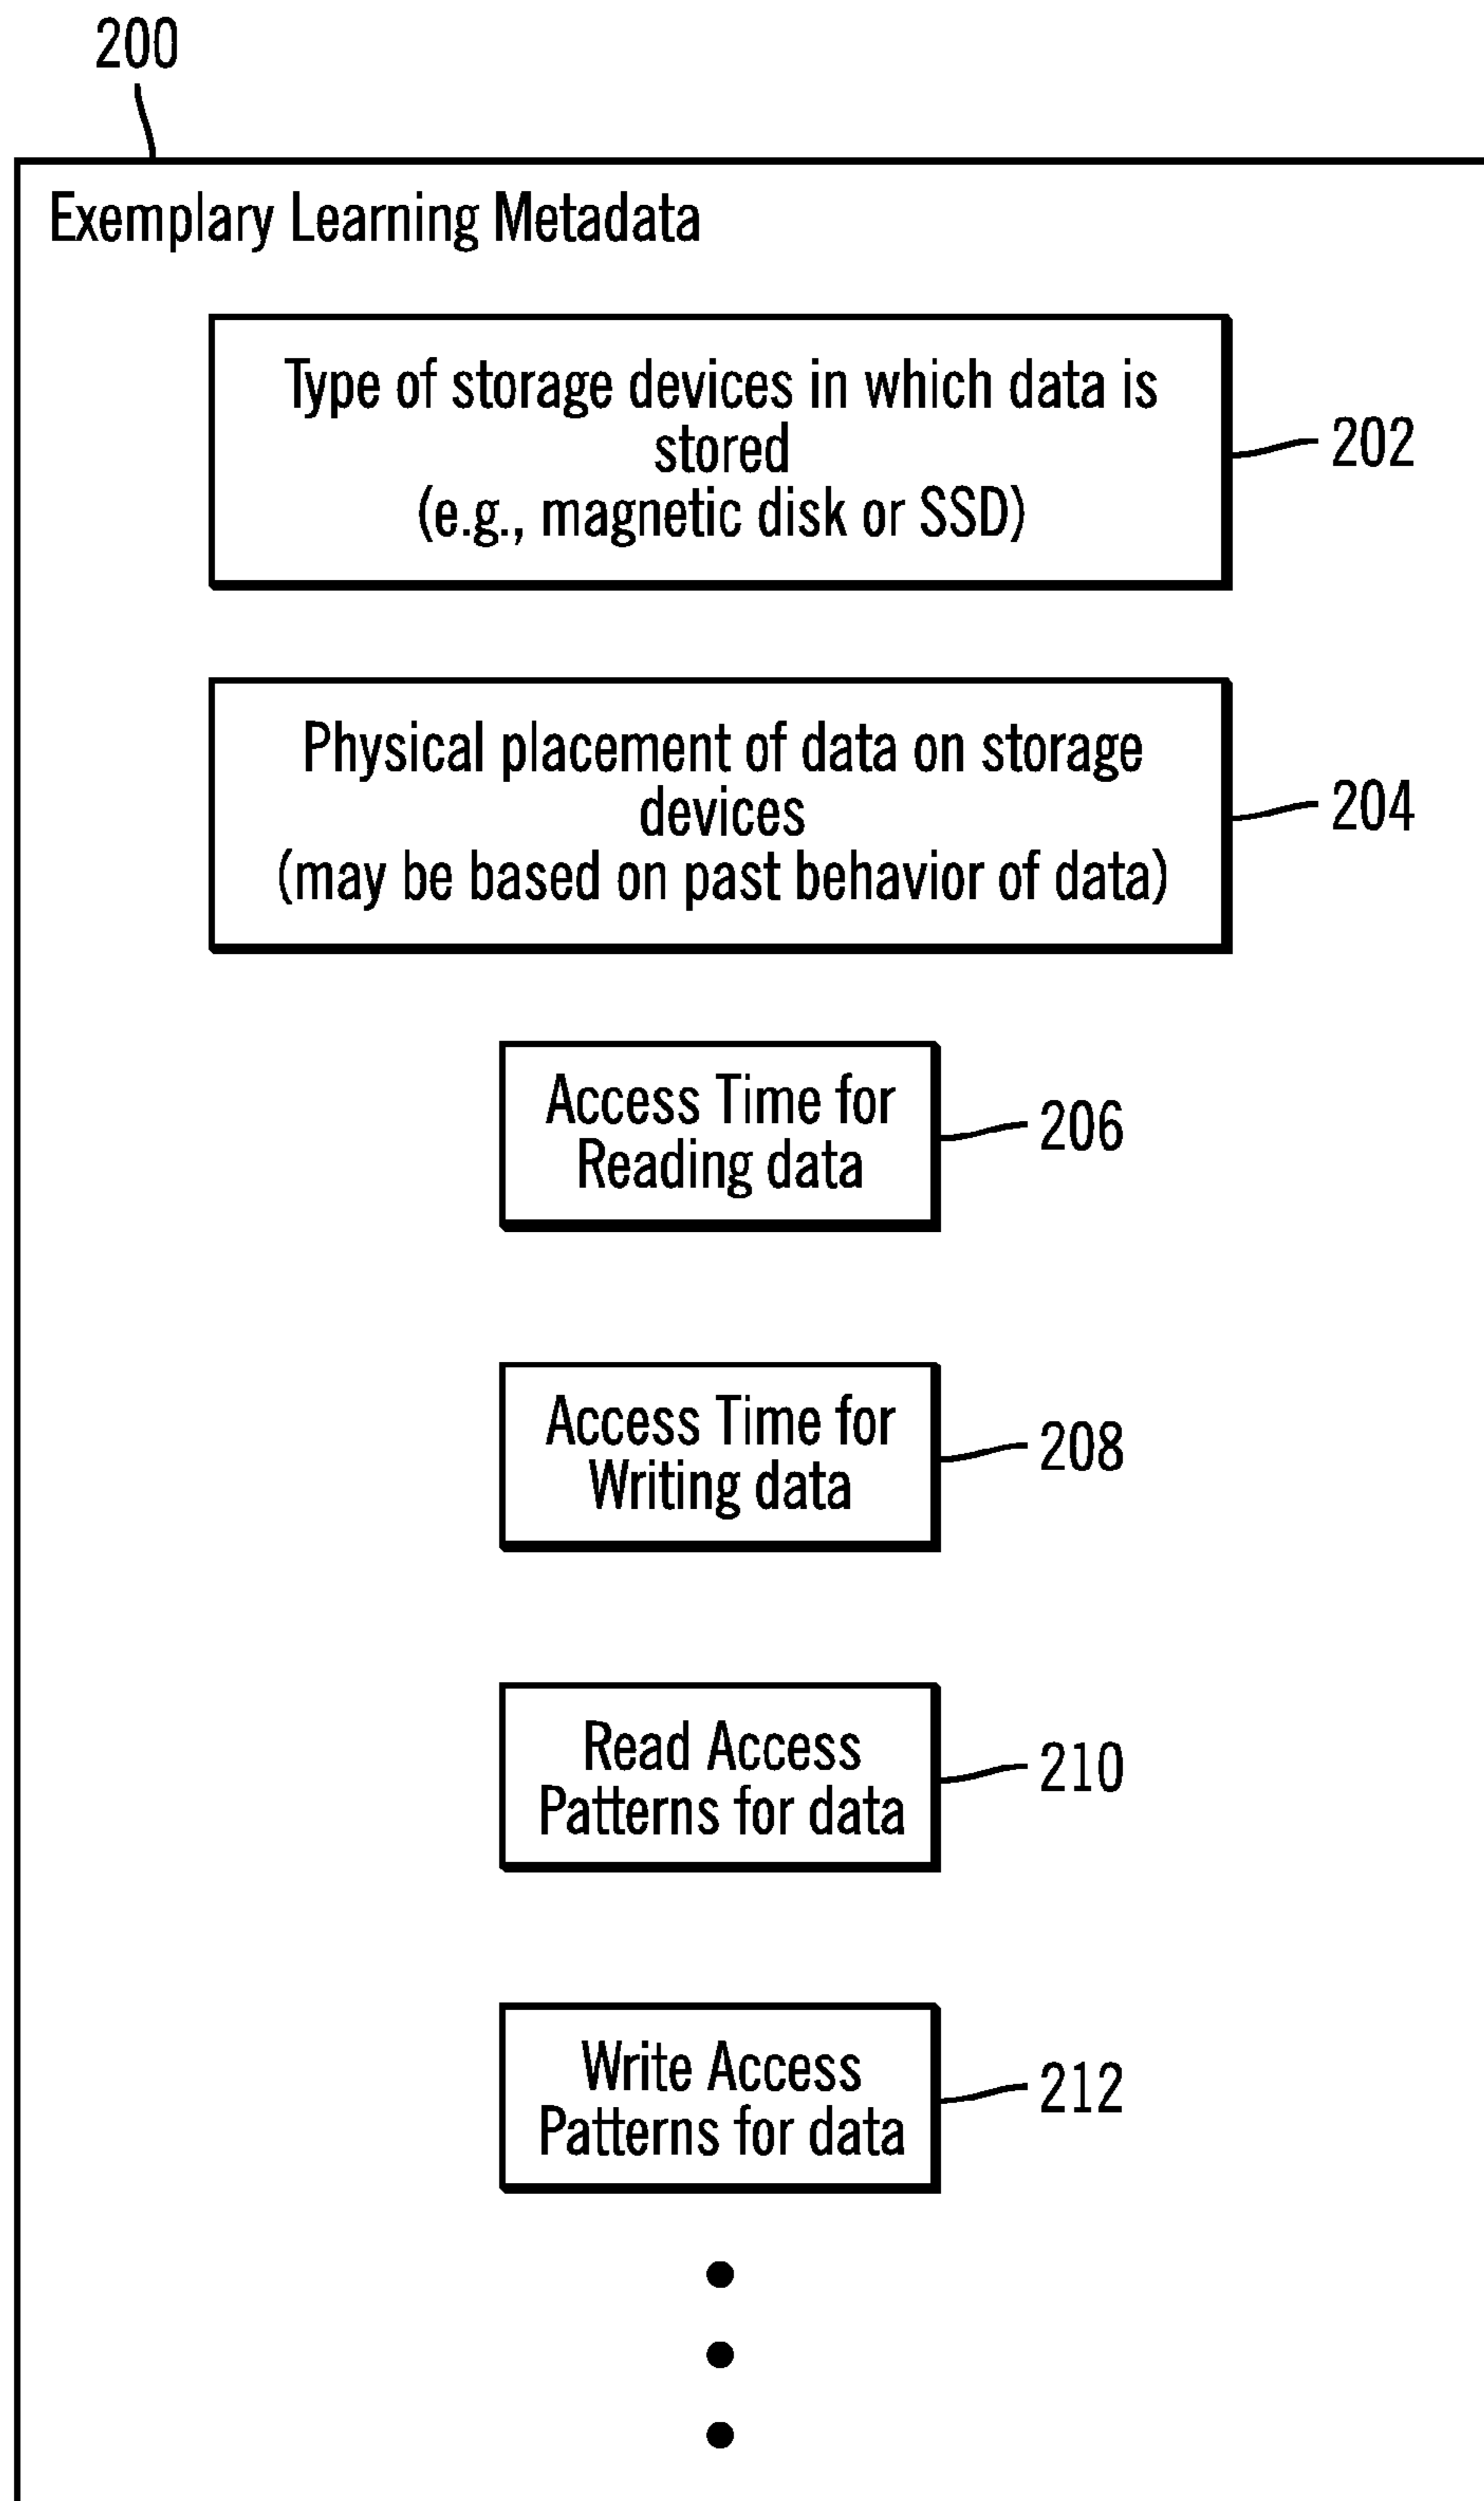 200
Exemplary Learning Metadata
Type of storage devices in which data is
stored
(e.g., magnetic disk or SSD)
202
Physical placement of data on storage
devices
(may be based on past behavior of data)
204
Access Time for
Reading data
206
Access Time for
Writing data
208
Read Access
Patterns for data
210
Write Access
Patterns for data
212